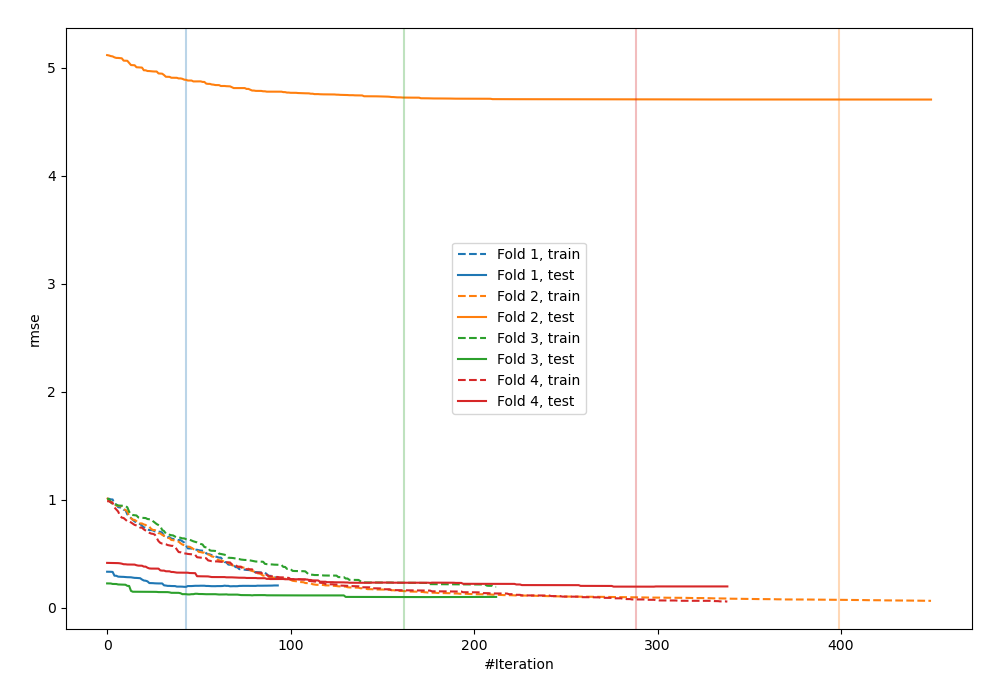 5
4
3
2
1
0
rmse
Fold 1, train
Fold 1, test
Fold 2, train
Fold 2, test
Fold 3, train
Fold 3, test
Fold 4, train
Fold 4, test
0 100 200 300 400
#Iteration